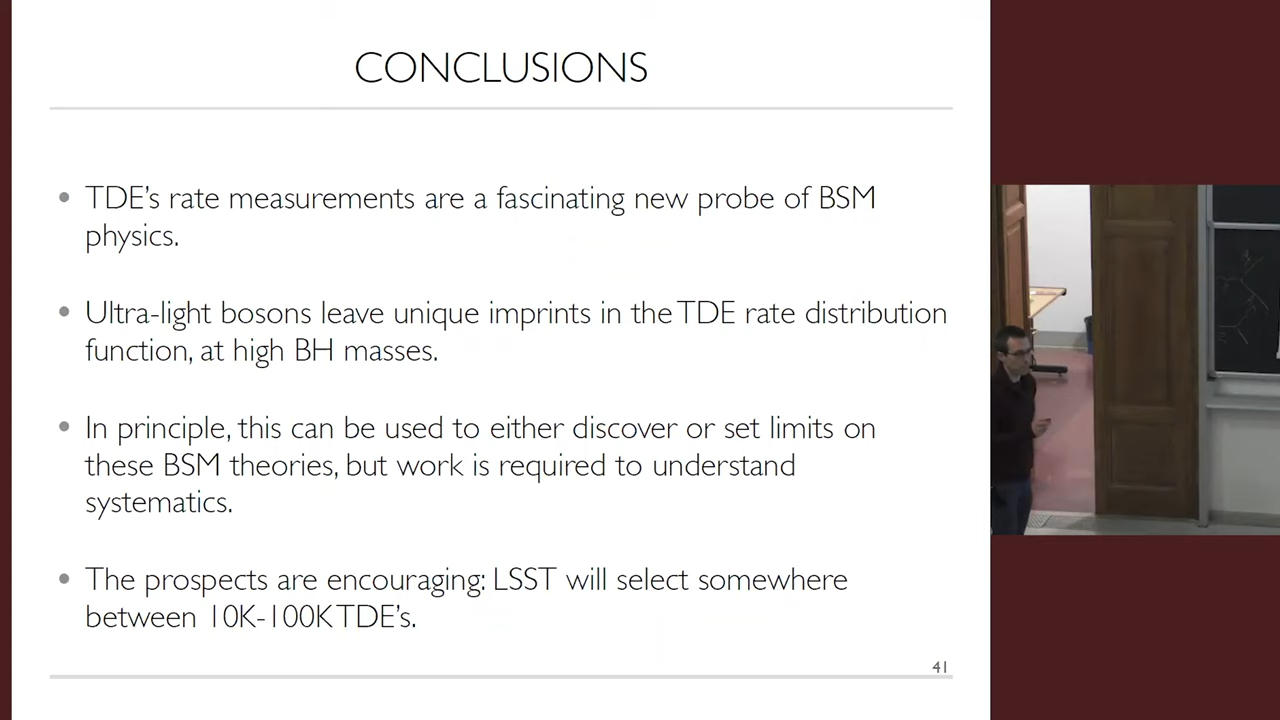 CONCLUSIONS
• TDE's rate measurements are a fascinating new probe of BSM
physics.
• Ultra-light bosons leave unique imprints in the TDE rate distribution
function, at high BH masses.
• In principle, this can be used to either discover or set limits on
these BSM theories, but work is required to understand
systematics.
• The prospects are encouraging: LSST will select somewhere
between 10K-100K TDE's.
41